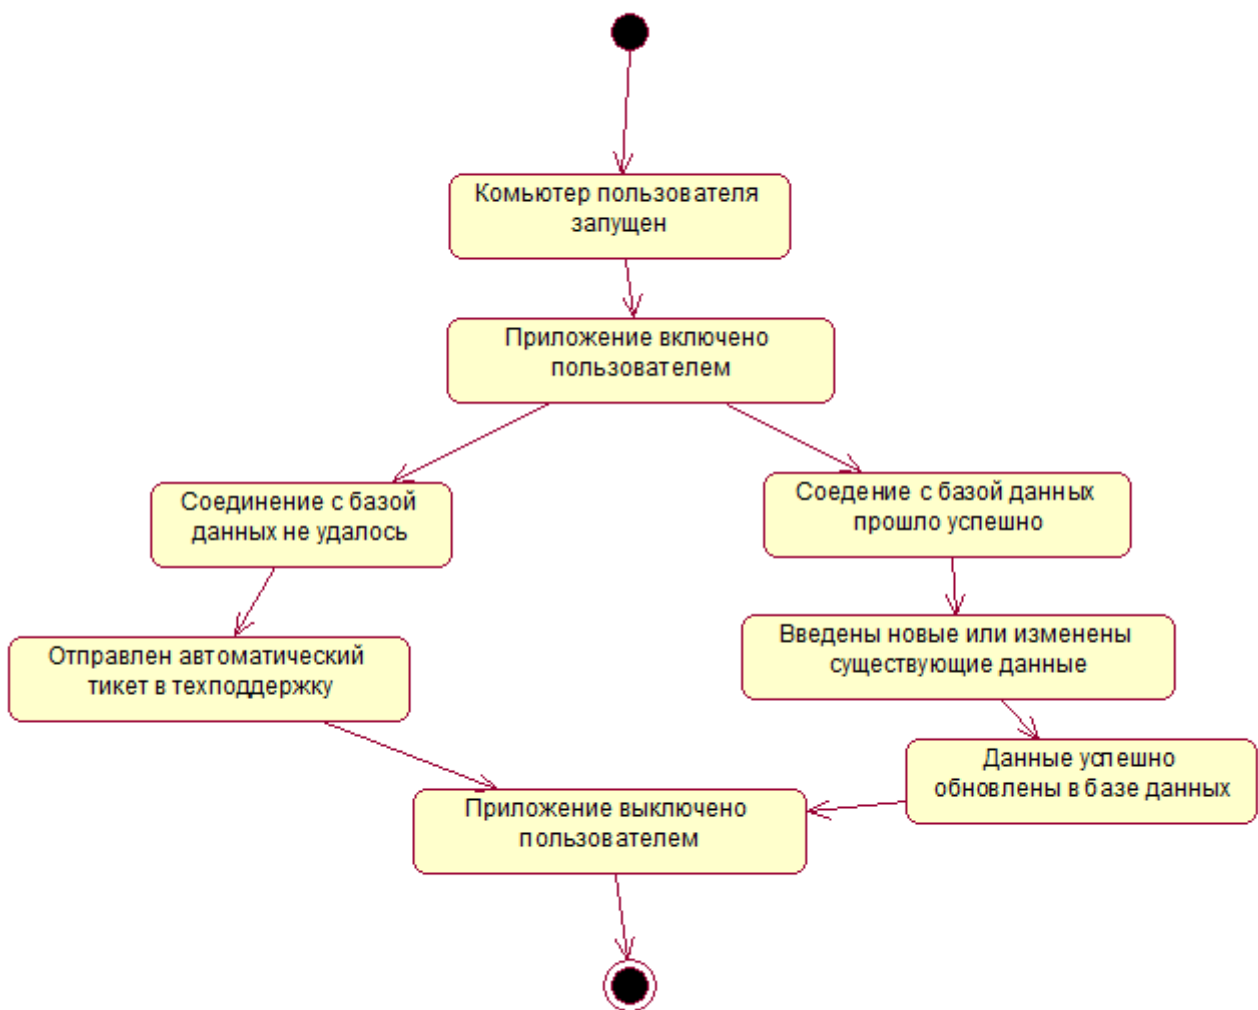 Комьютер пользователя
запущен
Приложение включено
пользователем
Соединение с базой
данных не удалось
Соедение с базой данных
прошло успешно
Отправлен автоматический
тикет в техподдержку
Введены новые или изменены
существующие данные
Данные успешно
обновлены в базе данных
Приложение выключено
пользователем